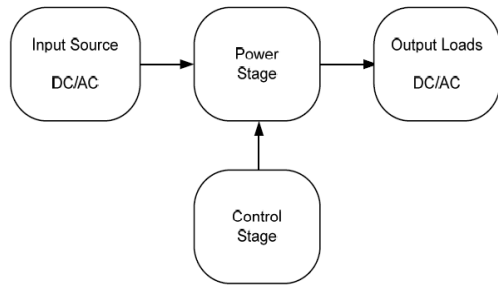 Input Source
DC/AC
Power
Stage
Output Loads
DC/AC
Control
Stage